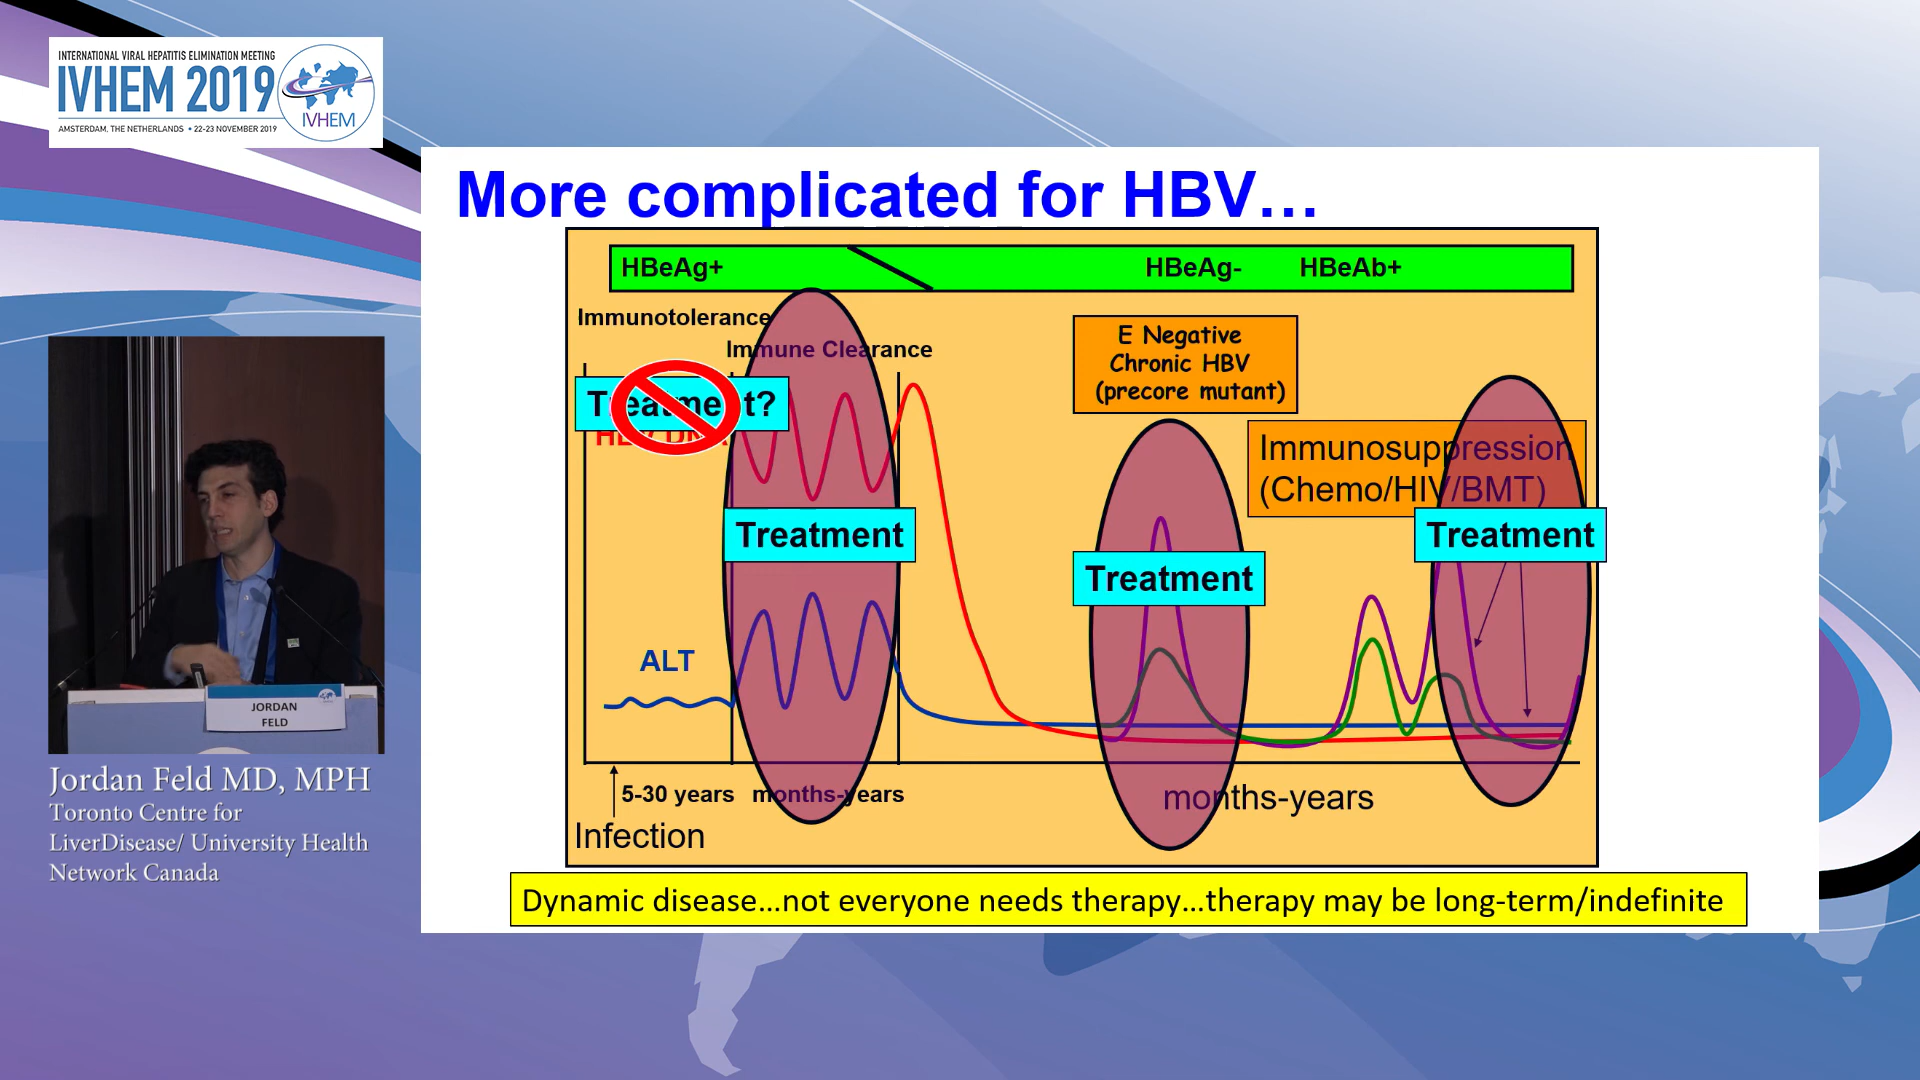 INTERNATIONAL VIRAL HEPATITIS ELIMINATION MEETING
IVHEM 2019
IVHEM
AMSTERDAM, THE NETHERLANDS • 22-23 NOVEMBER 2019
More complicated for HBV…
HBeAg+
HBeAg- HBeAb+
Immunotolerance
Immune Clearance
E Negative
Chronic HBV
(precore mutant)
Treatment?
HBV DNA
Immunosuppression
(Chemo/HIV/BMT)
Treatment
Treatment
Treatment
ALT
5-30 years months-years
months-years
Infection
Dynamic disease…not everyone needs therapy…therapy may be long-term/indefinite
JORDAN
FELD
Jordan Feld MD, MPH
Toronto Centre for
LiverDisease/ University Health
Network Canada